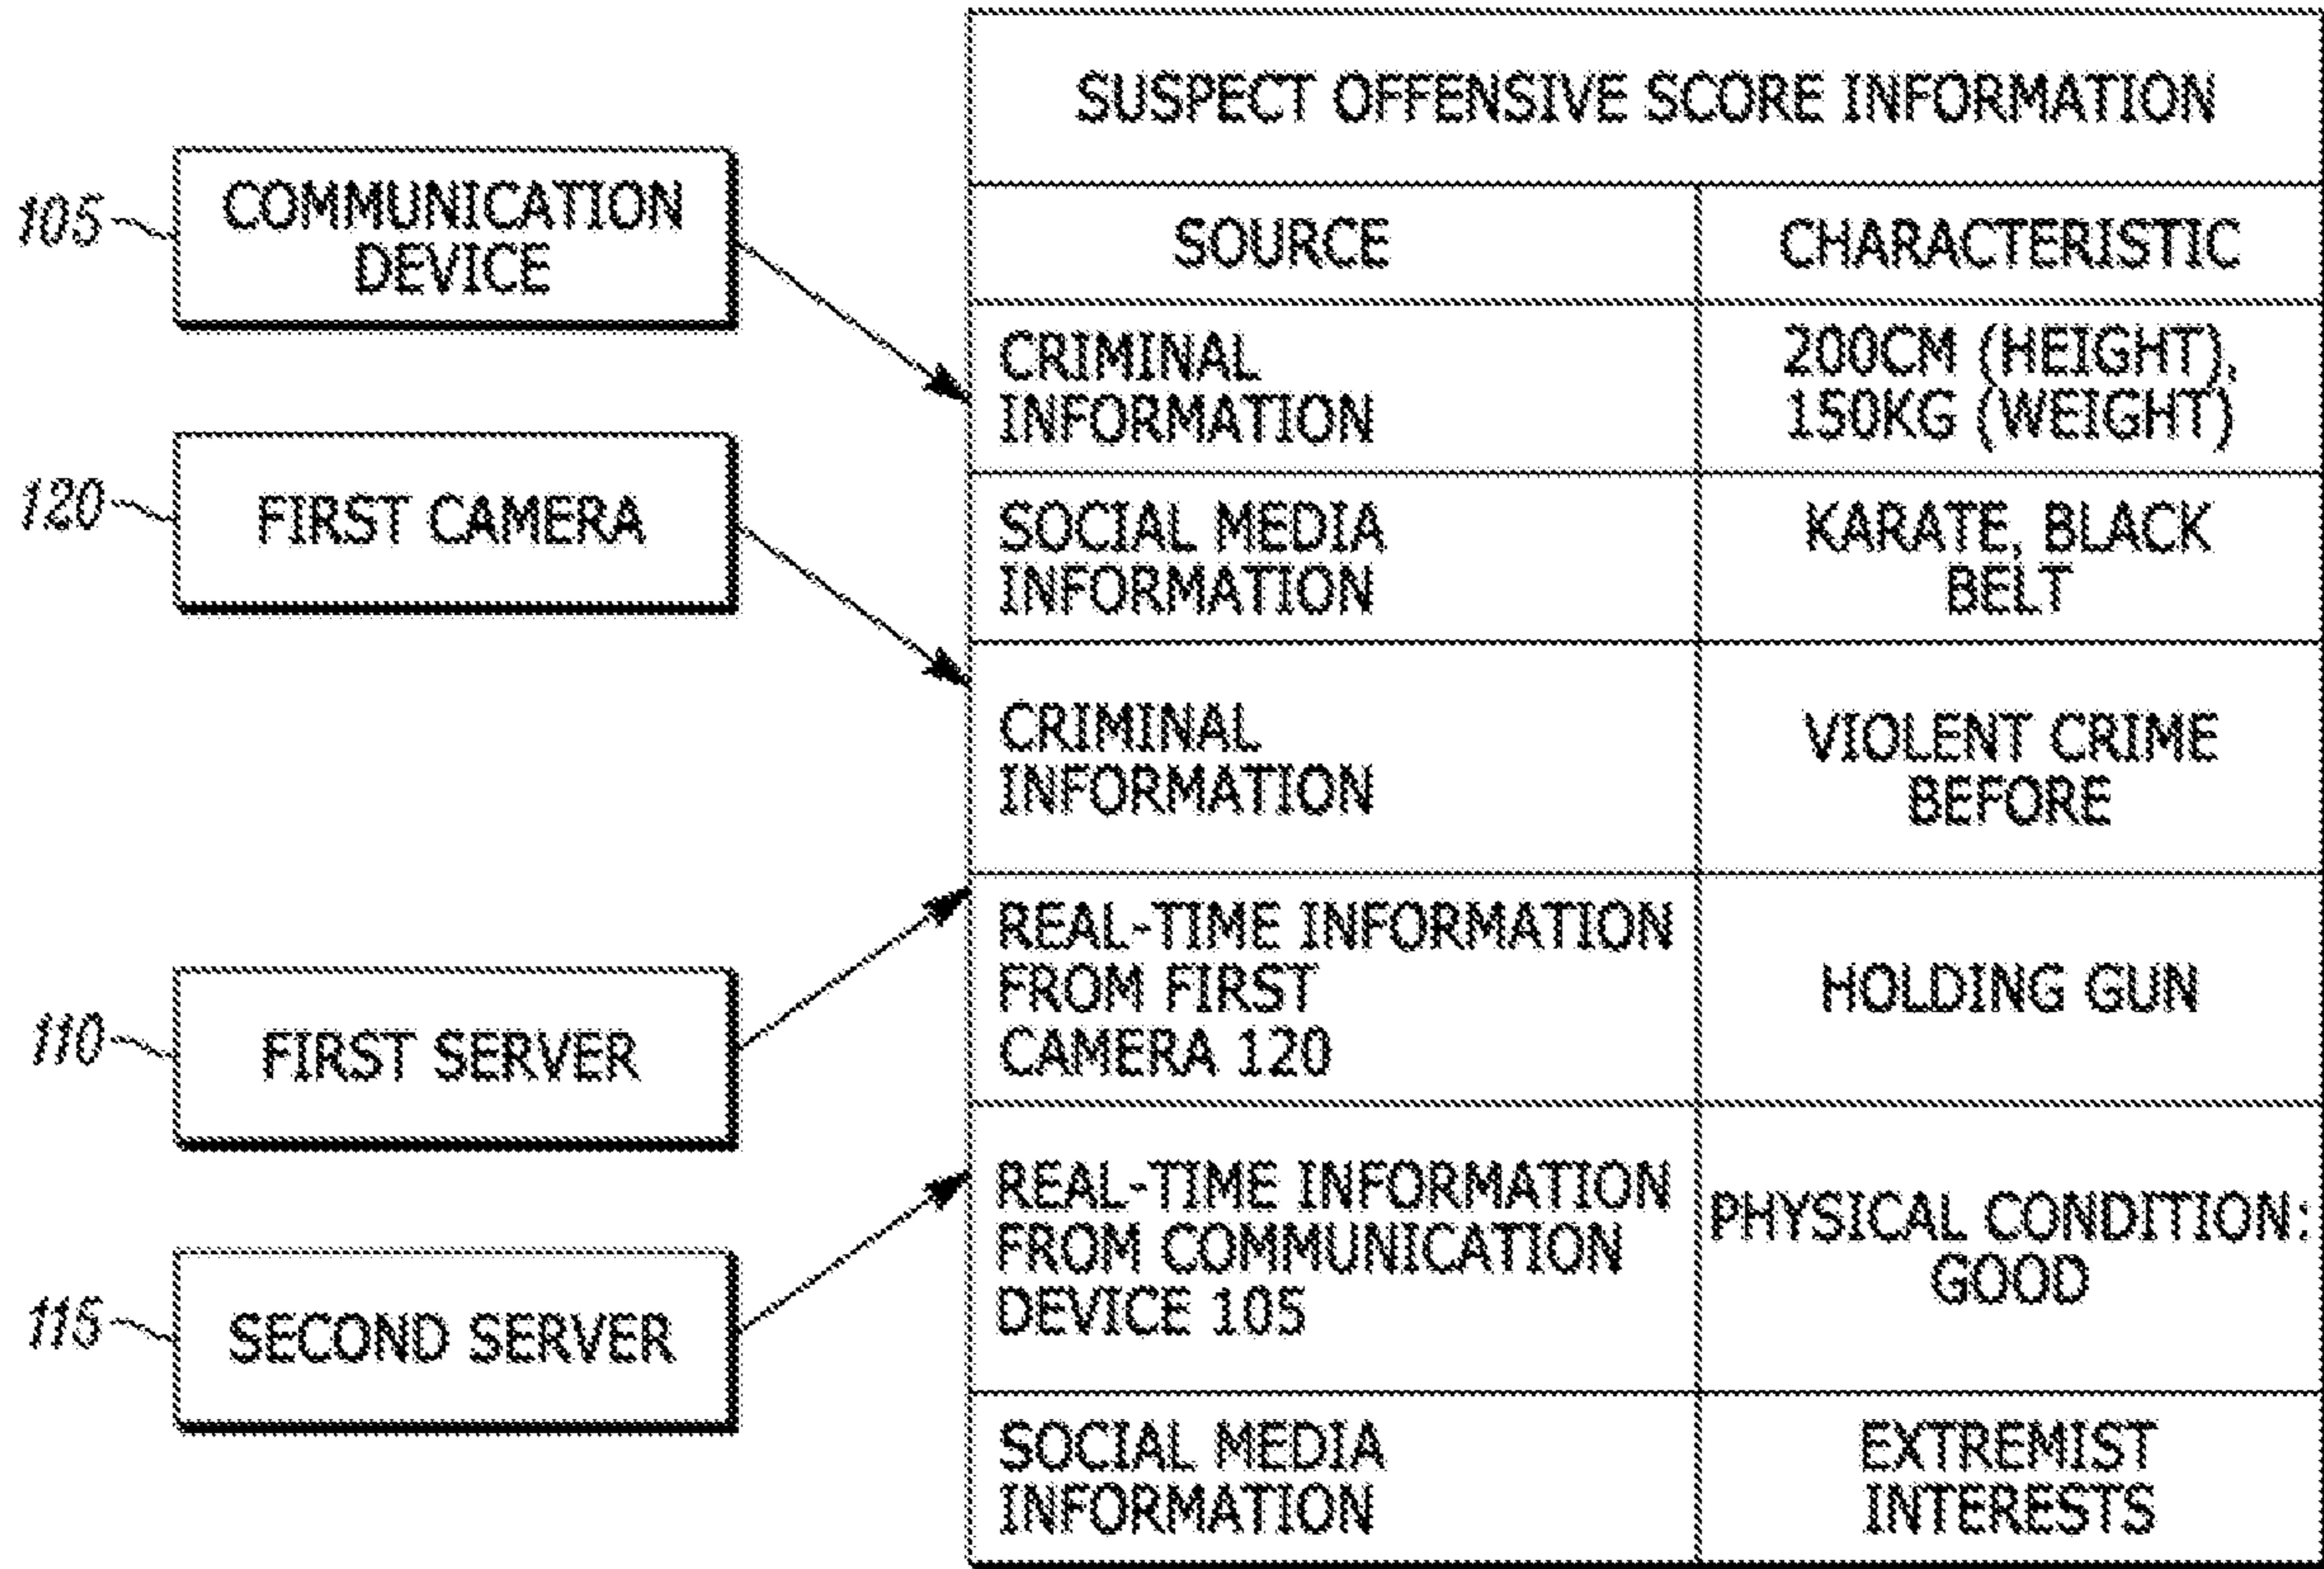 105
COMMUNICATION
DEVICE
120
FIRST CAMERA
110
FIRST SERVER
115
SECOND SERVER
SUSPECT OFFENSIVE SCORE INFORMATION
SOURCE
CHARACTERISTIC
CRIMINAL
INFORMATION
200CM (HEIGHT),
150KG (WEIGHT)
SOCIAL MEDIA
INFORMATION
KARATE, BLACK
BELT
CRIMINAL
INFORMATION
VIOLENT CRIME
BEFORE
REAL-TIME INFORMATION
FROM FIRST
CAMERA 120
HOLDING GUN
REAL-TIME INFORMATION
FROM COMMUNICATION
DEVICE 105
PHYSICAL CONDITION:
GOOD
SOCIAL MEDIA
INFORMATION
EXTREMIST
INTERESTS